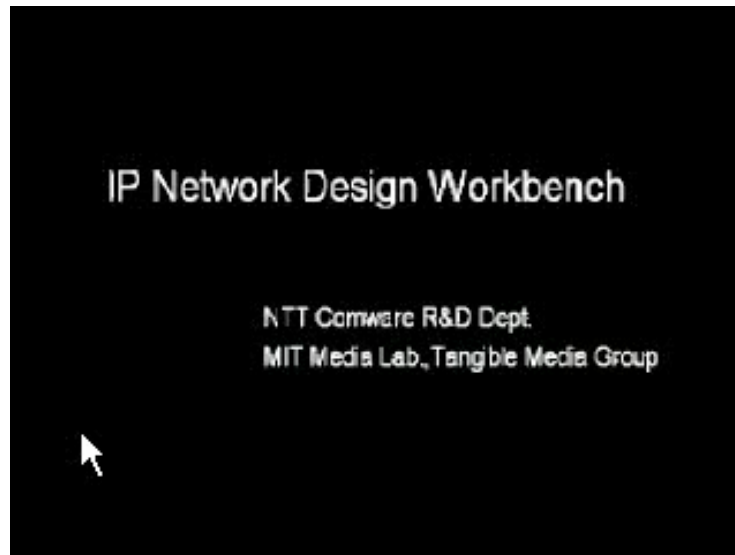 IP Network Design Workbench
NTT Comware R&D Dept.
MIT Media Lab., Tangible Media Group